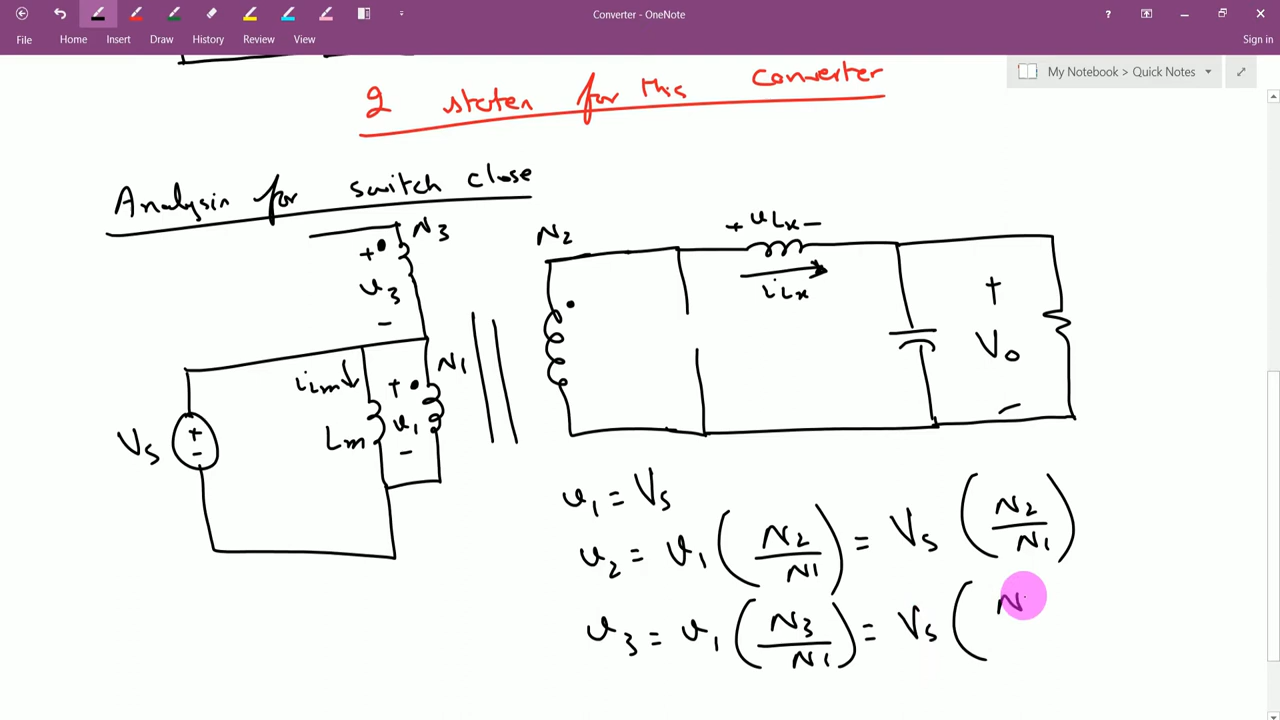 Converter - OneNote
?
Sign in
File Home Insert Draw History Review View
My Notebook > Quick Notes
2 states for this converter
Analysis for switch close
N3
+
v3
-
N1
iLm
+
v1
-
Lm
Vs
+
-
N2
+ vLx -
iLx
+
Vo
-
v1 = Vs
v2 = v1 (N2/N1) = Vs (N2/N1)
v3 = v1 (N3/N1) = Vs (N